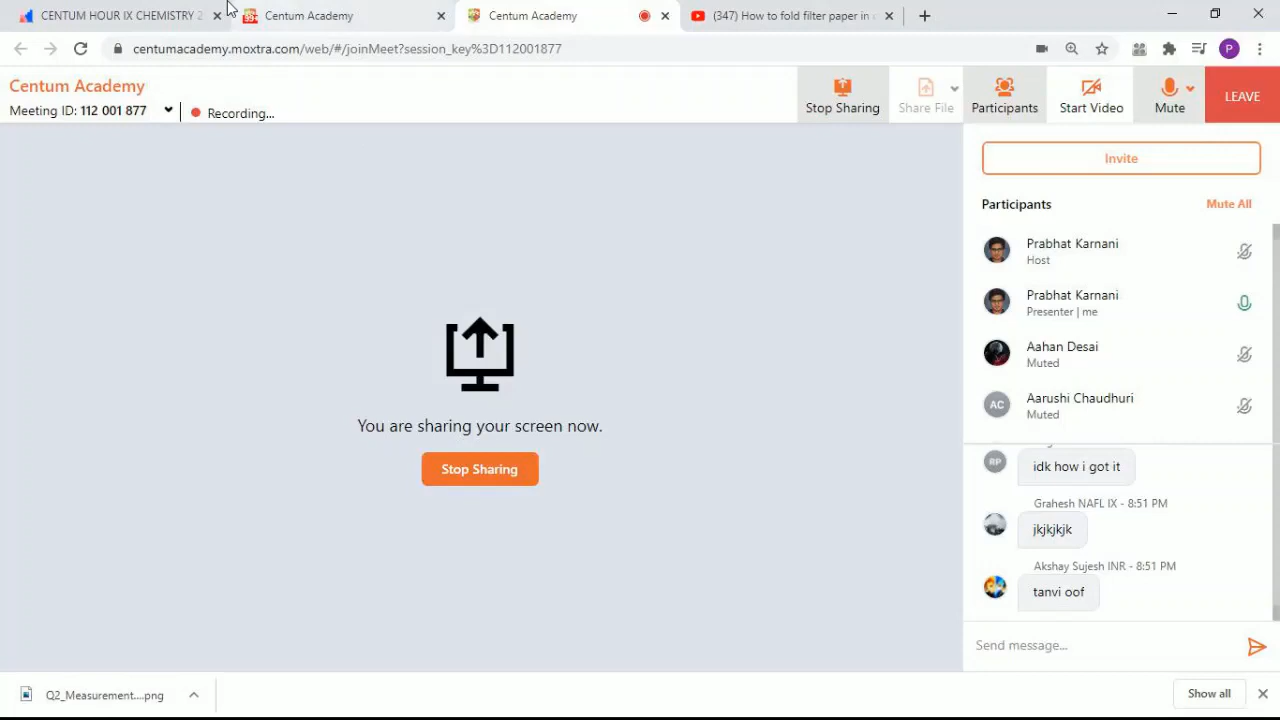 CENTUM HOUR IX CHEMISTRY 2
99+
Centum Academy
Centum Academy
(347) How to fold filter paper in
centumacademy.moxtra.com/web/#/joinMeet?session_key%3D112001877
P
Centum Academy
Meeting ID: 112 001 877
Recording...
Stop Sharing
Share File
Participants
Start Video
Mute
LEAVE
Invite
Participants
Mute All
Prabhat Karnani
Host
Prabhat Karnani
Presenter | me
Aahan Desai
Muted
AC
Aarushi Chaudhuri
Muted
You are sharing your screen now.
Stop Sharing
RP
idk how i got it
Grahesh NAFL IX - 8:51 PM
jkjkjkjk
Akshay Sujesh INR - 8:51 PM
tanvi oof
Send message...
Q2_Measurement....png
Show all